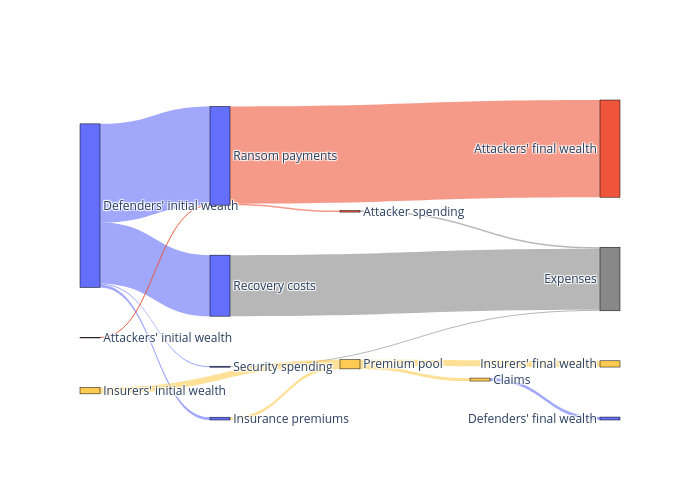 Ransom payments
Attackers' final wealth
Defenders' initial wealth
Attacker spending
Recovery costs
Expenses
Attackers' initial wealth
Security spending
Premium pool
Insurers' final wealth
Claims
Insurers' initial wealth
Insurance premiums
Defenders' final wealth